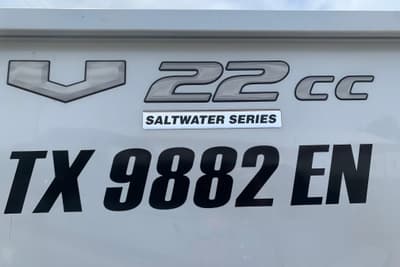 22 CC
SALTWATER SERIES
TX 9882 EN